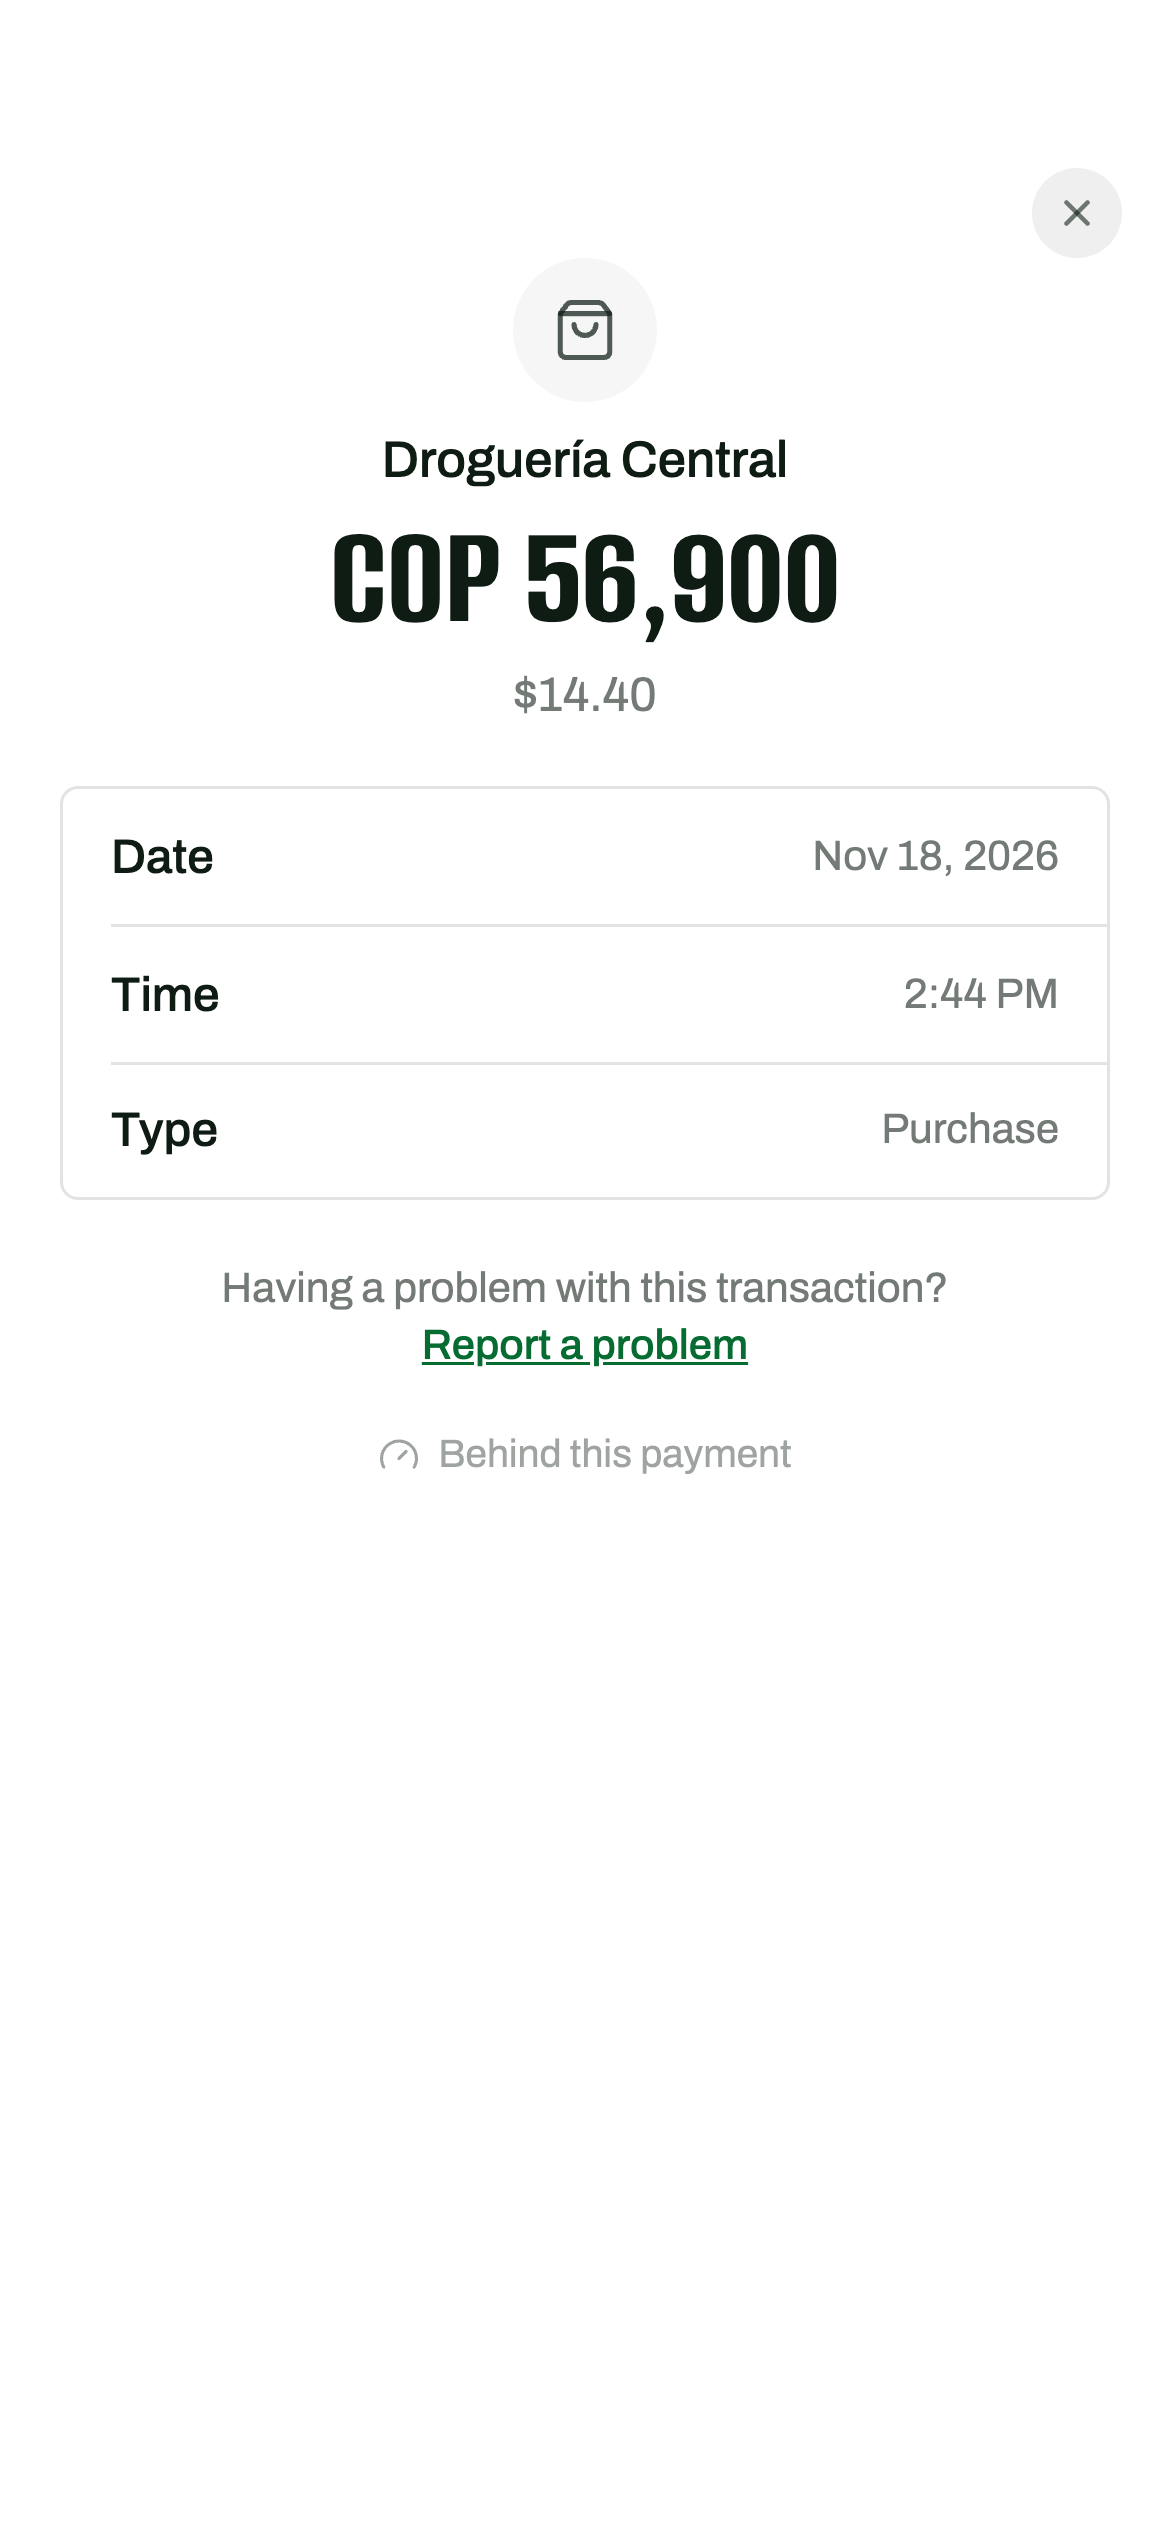 Droguería Central
COP 56,900
$14.40
Date Nov 18, 2026
Time 2:44 PM
Type Purchase
Having a problem with this transaction?
Report a problem
Behind this payment